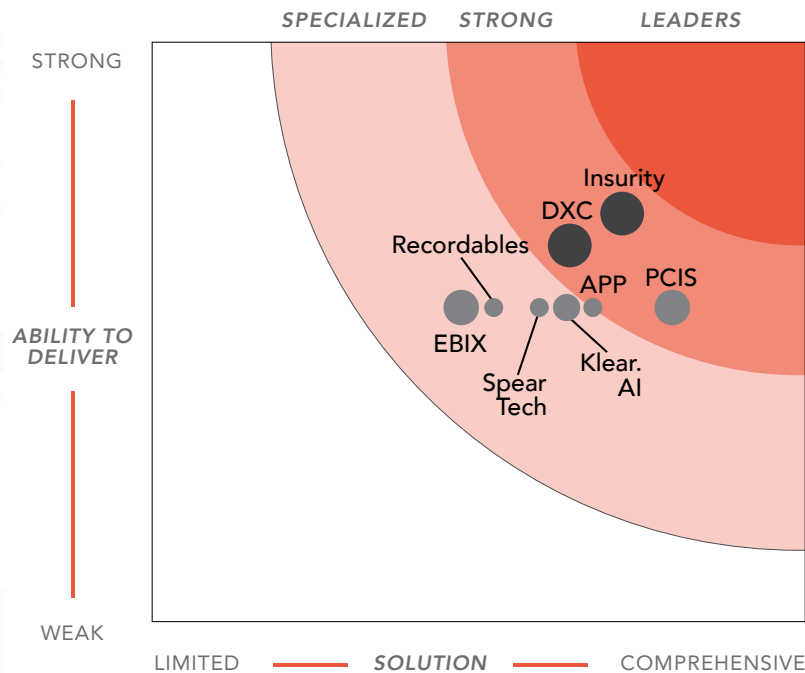 SPECIALIZED
STRONG
LEADERS
STRONG
Insurity
DXC
Recordables
APP
PCIS
ABILITY TO
DELIVER
EBIX
Klear.
AI
Spear
Tech
WEAK
LIMITED
SOLUTION
COMPREHENSIVE